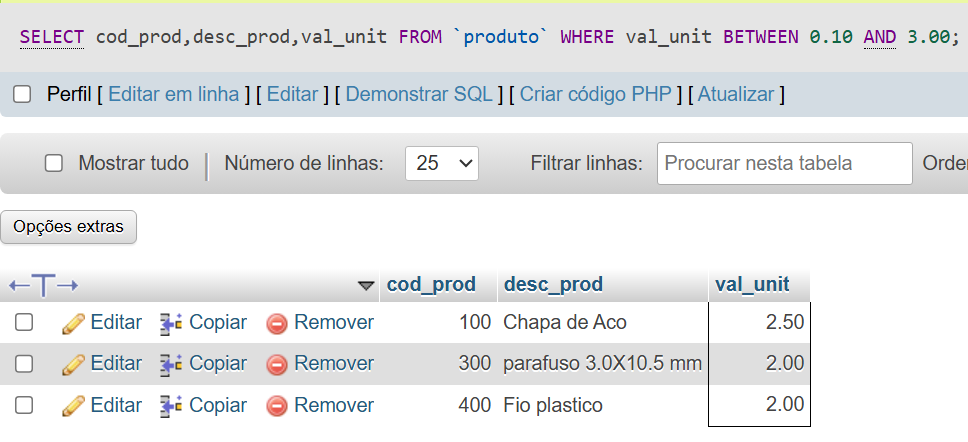 SELECT cod_prod,desc_prod,val_unit FROM `produto` WHERE val_unit BETWEEN 0.10 AND 3.00;
Perfil [ Editar em linha ] [ Editar ] [ Demonstrar SQL ] [ Criar código PHP ] [ Atualizar ]
Mostrar tudo | Número de linhas: 25 Filtrar linhas: Procurar nesta tabela
Opções extras
cod_prod desc_prod val_unit
Editar Copiar Remover 100 Chapa de Aco 2.50
Editar Copiar Remover 300 parafuso 3.0X10.5 mm 2.00
Editar Copiar Remover 400 Fio plastico 2.00